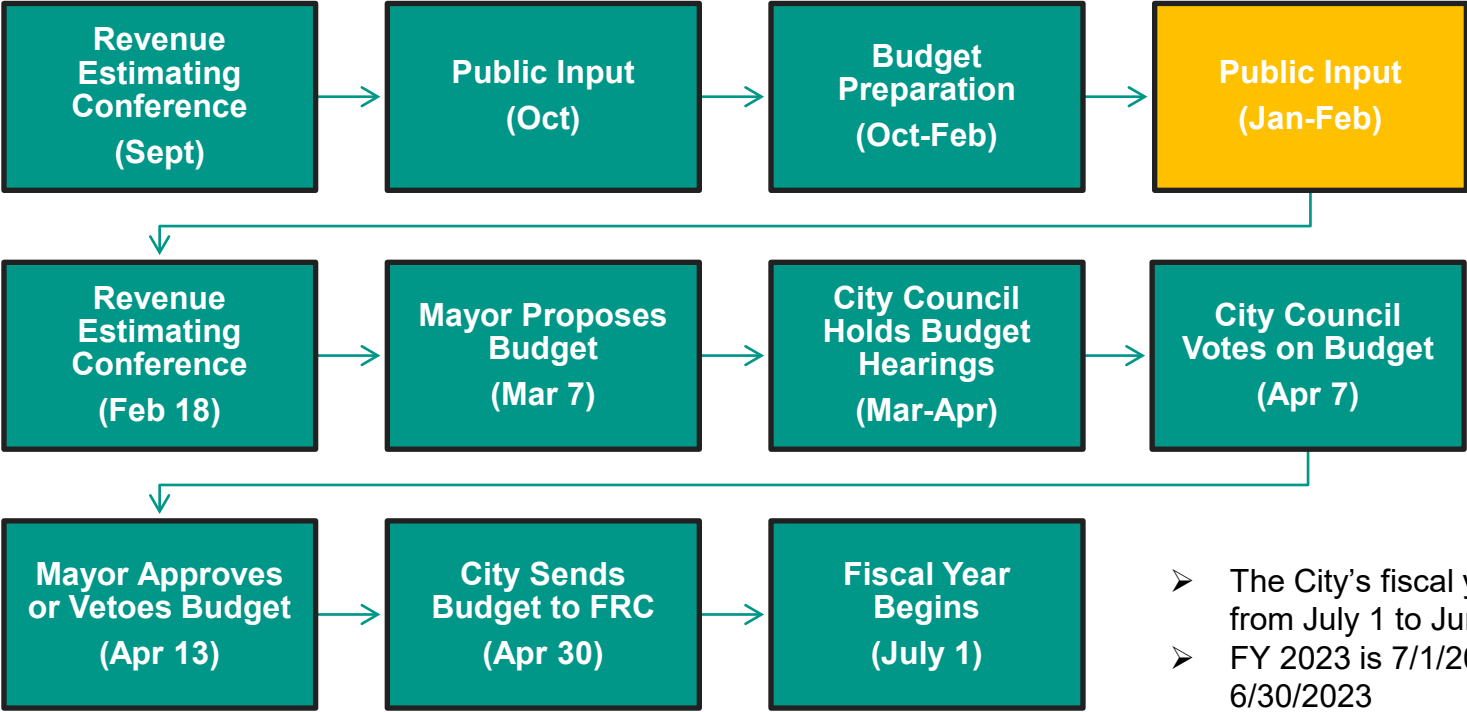 Revenue
Estimating
Conference
(Sept)
Public Input
(Oct)
Budget
Preparation
(Oct-Feb)
Public Input
(Jan-Feb)
Revenue
Estimating
Conference
(Feb 18)
Mayor Proposes
Budget
(Mar 7)
City Council
Holds Budget
Hearings
(Mar-Apr)
City Council
Votes on Budget
(Apr 7)
Mayor Approves
or Vetoes Budget
(Apr 13)
City Sends
Budget to FRC
(Apr 30)
Fiscal Year
Begins
(July 1)
➢ The City's fiscal
from July 1 to
➢ FY 2023 is
6/30/2023